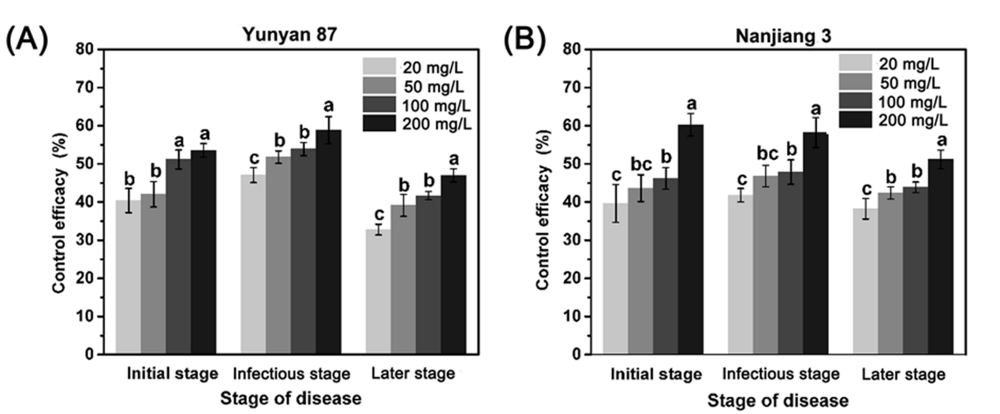 (A)
Yunyan 87
Control efficacy (%)
80
70
60
50
40
30
20
10
0
20 mg/L
50 mg/L
100 mg/L
200 mg/L
b b a a
c b b a
c b b a
Initial stage Infectious stage Later stage
Stage of disease
(B)
Nanjiang 3
Control efficacy (%)
80
70
60
50
40
30
20
10
0
20 mg/L
50 mg/L
100 mg/L
200 mg/L
c bc b a
c bc b a
c b b a
Initial stage Infectious stage Later stage
Stage of disease